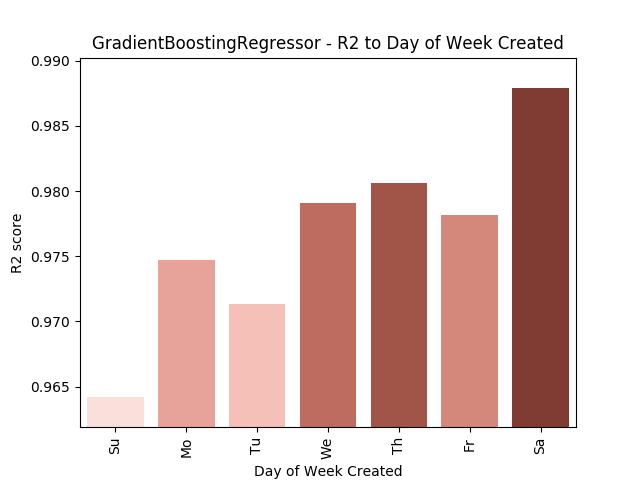 GradientBoostingRegressor - R2 to Day of Week Created
0.990
0.985
0.980
0.975
0.970
0.965
R2 score
Su
Mo
Tu
We
Th
Fr
Sa
Day of Week Created